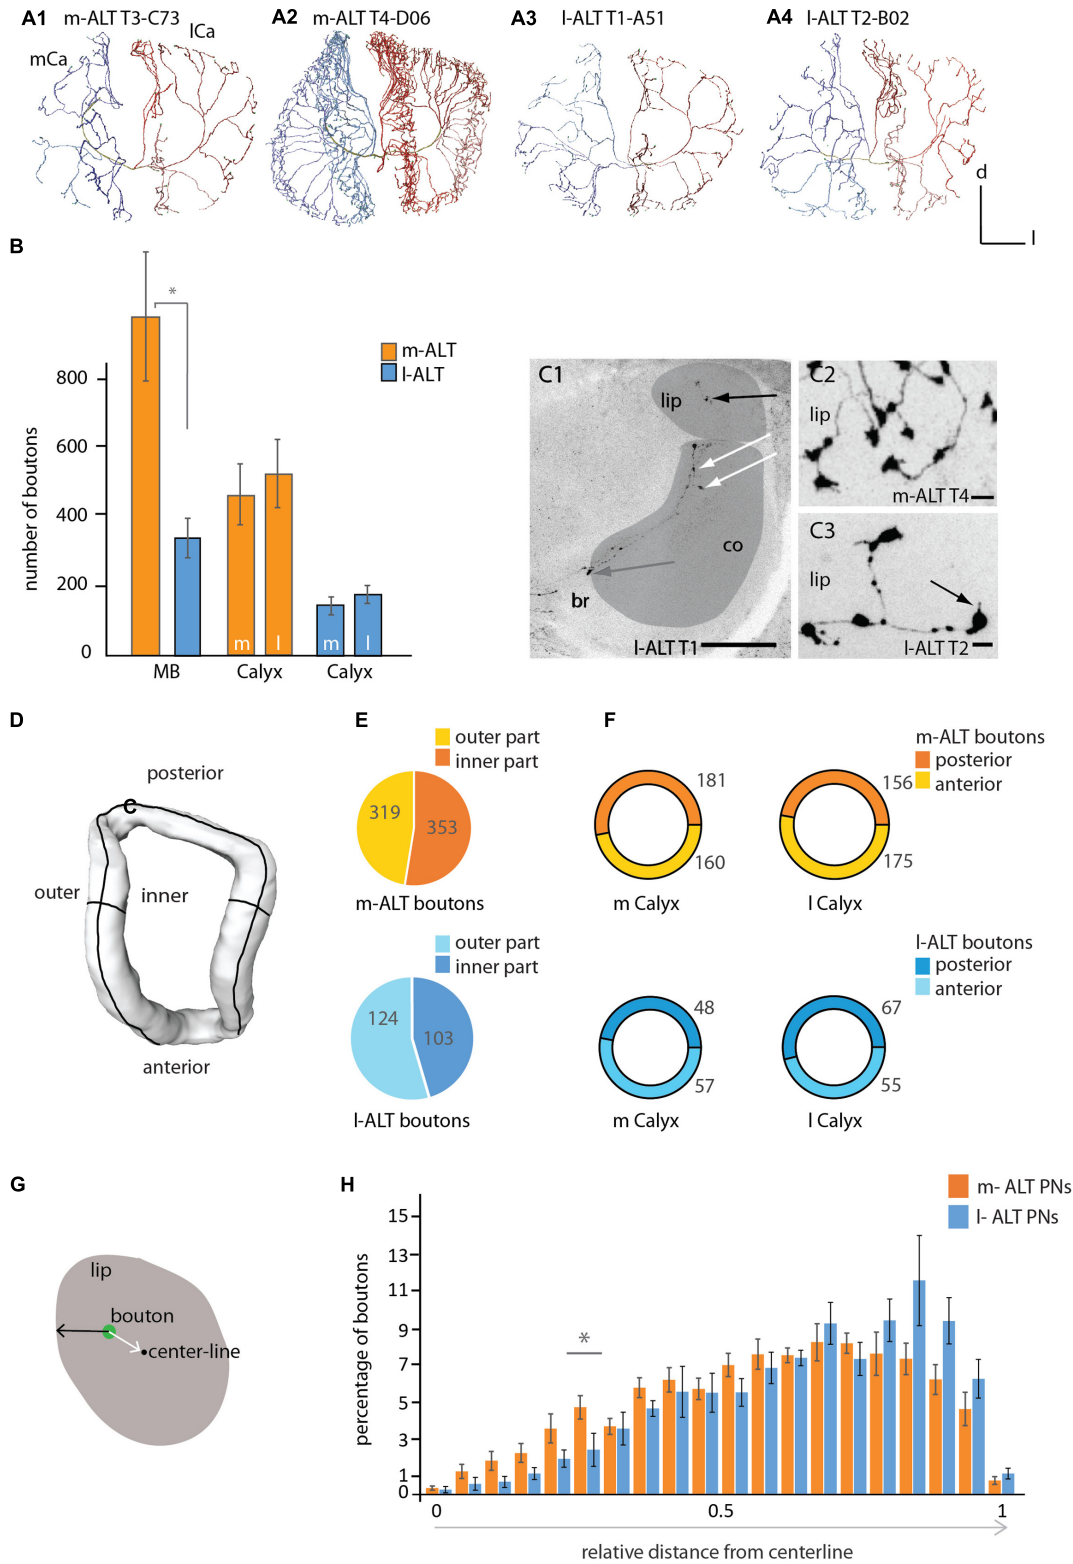 A1 m-ALT T3-C73
A2 m-ALT T4-D06
A3 l-ALT T1-A51
A4 l-ALT T2-B02
mCa
lCa
d
l
B
number of boutons
800
600
400
200
0
*
m-ALT
l-ALT
m l m l
MB Calyx Calyx
C1
lip
co
br
l-ALT T1
C2
lip
m-ALT T4
C3
lip
l-ALT T2
D
posterior
C
outer
inner
anterior
E
outer part
inner part
319
353
m-ALT boutons
outer part
inner part
124
103
l-ALT boutons
F
m-ALT boutons
posterior
anterior
181
160
m Calyx
156
175
l Calyx
l-ALT boutons
posterior
anterior
48
57
m Calyx
67
55
l Calyx
G
lip
bouton
center-line
H
m- ALT PNs
l- ALT PNs
percentage of boutons
15
13
11
9
7
5
3
1
0
*
0 0.5 1
relative distance from centerline